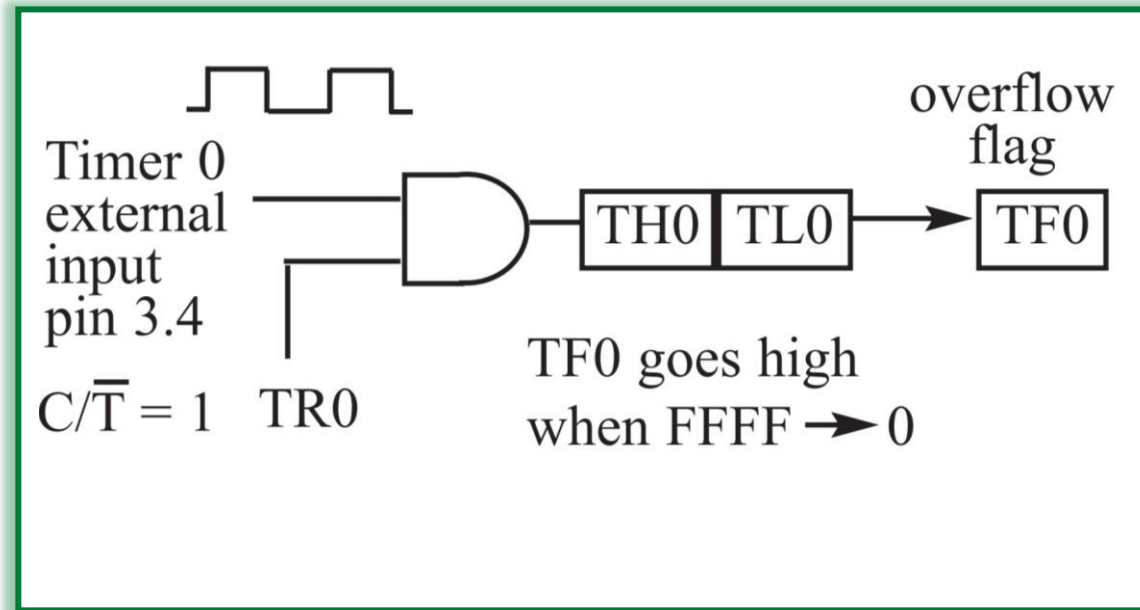 overflow
flag
Timer 0
external
input
pin 3.4
TH0 TL0
TF0
C/T̅ = 1 TR0
TF0 goes high
when FFFF → 0